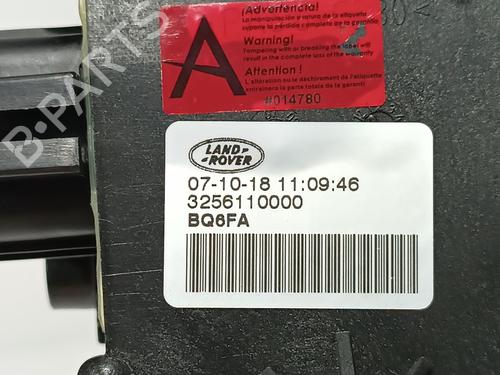 ¡Advertencia!
La manipulación o rotura de la etiqueta
supone la pérdida completa de la garantía
Warning!
Tempering with or breaking the label will
result in the complete loss of the warranty
Attention !
L'altération ou le déchirement de l'étiquette
entraînera la perte totale de la garanti
A
#014780
LAND-
-ROVER
07-10-18 11:09:46
3256110000
BQ6FA
B-PARTS